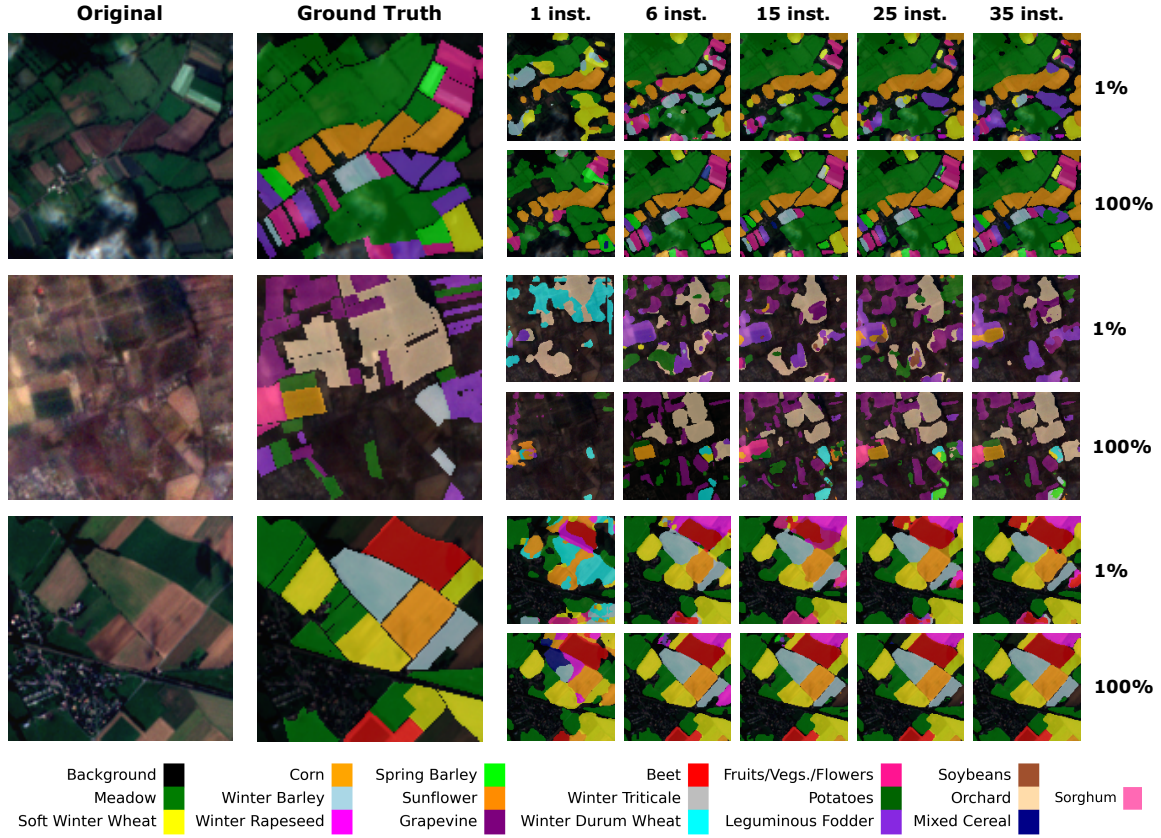 Original Ground Truth 1 inst. 6 inst. 15 inst. 25 inst. 35 inst.
1%
100%
1%
100%
1%
100%
Background Corn Spring Barley Beet Fruits/Vegs./Flowers Soybeans
Meadow Winter Barley Sunflower Winter Triticale Potatoes Orchard Sorghum
Soft Winter Wheat Winter Rapeseed Grapevine Winter Durum Wheat Leguminous Fodder Mixed Cereal